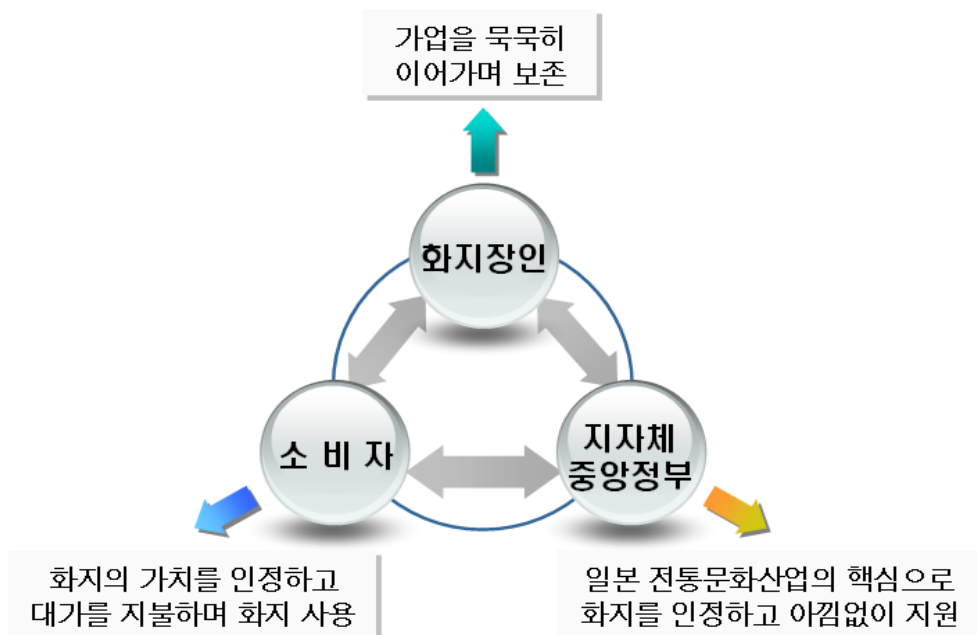 가업을 묵묵히
이어가며 보존
화지장인
소 비 자
지자체
중앙정부
화지의 가치를 인정하고
대가를 지불하며 화지 사용
일본 전통문화산업의 핵심으로
화지를 인정하고 아낌없이 지원